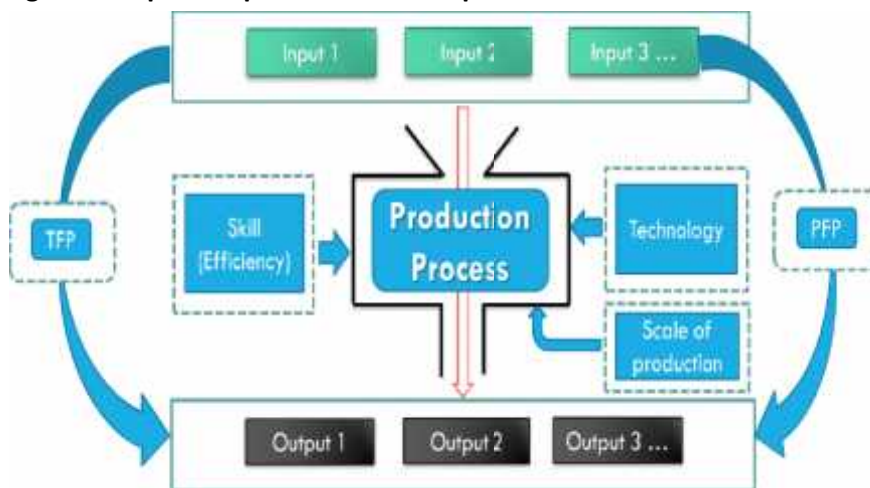 Input 1
Input 2
Input 3 ...
TFP
Skill
(Efficiency)
Production
Process
Technology
PFP
Scale of
production
Output 1
Output 2
Output 3 ...